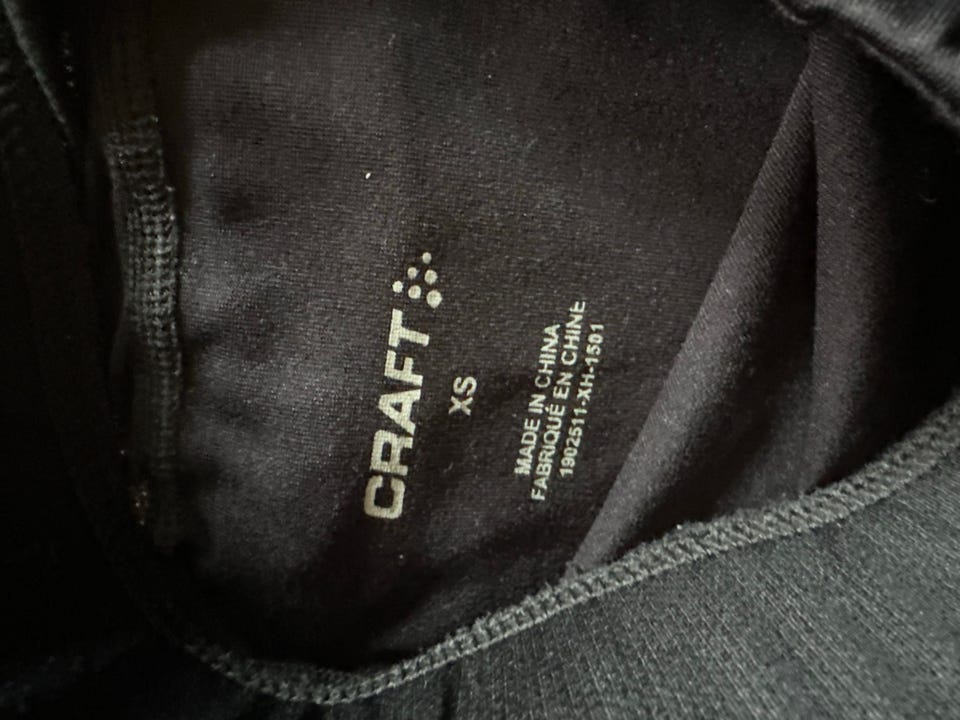 CRAFT
XS
MADE IN CHINA
FABRIQUÉ EN CHINE
1902511-XH-1501